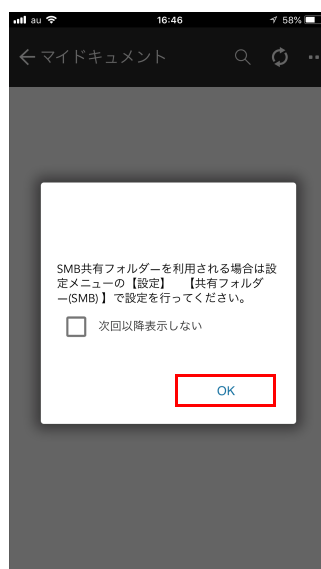 au 16:46 58%
マイドキュメント
SMB共有フォルダーを利用される場合は設
定メニューの【設定】 【共有フォルダ
ー(SMB) 】で設定を行ってください。
次回以降表示しない
OK